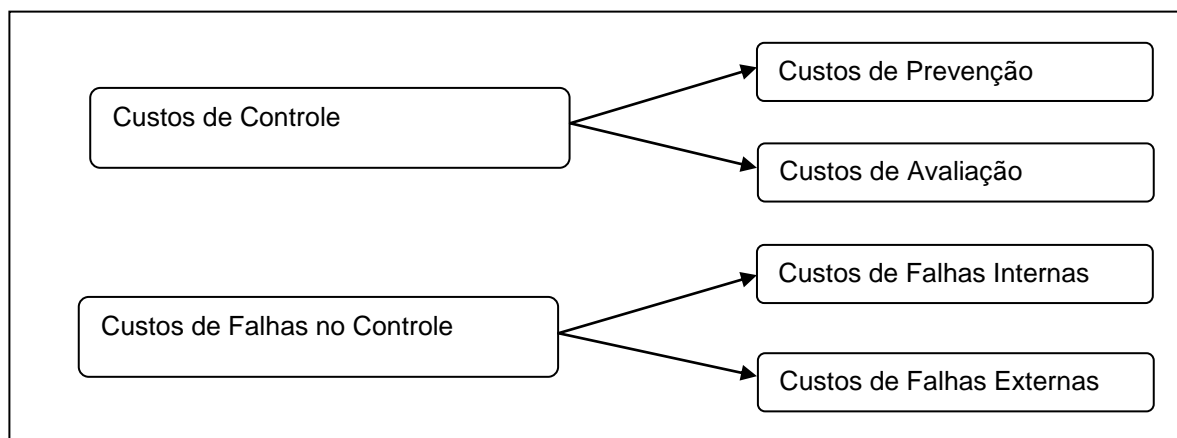 Custos de Controle
Custos de Prevenção
Custos de Avaliação
Custos de Falhas no Controle
Custos de Falhas Internas
Custos de Falhas Externas